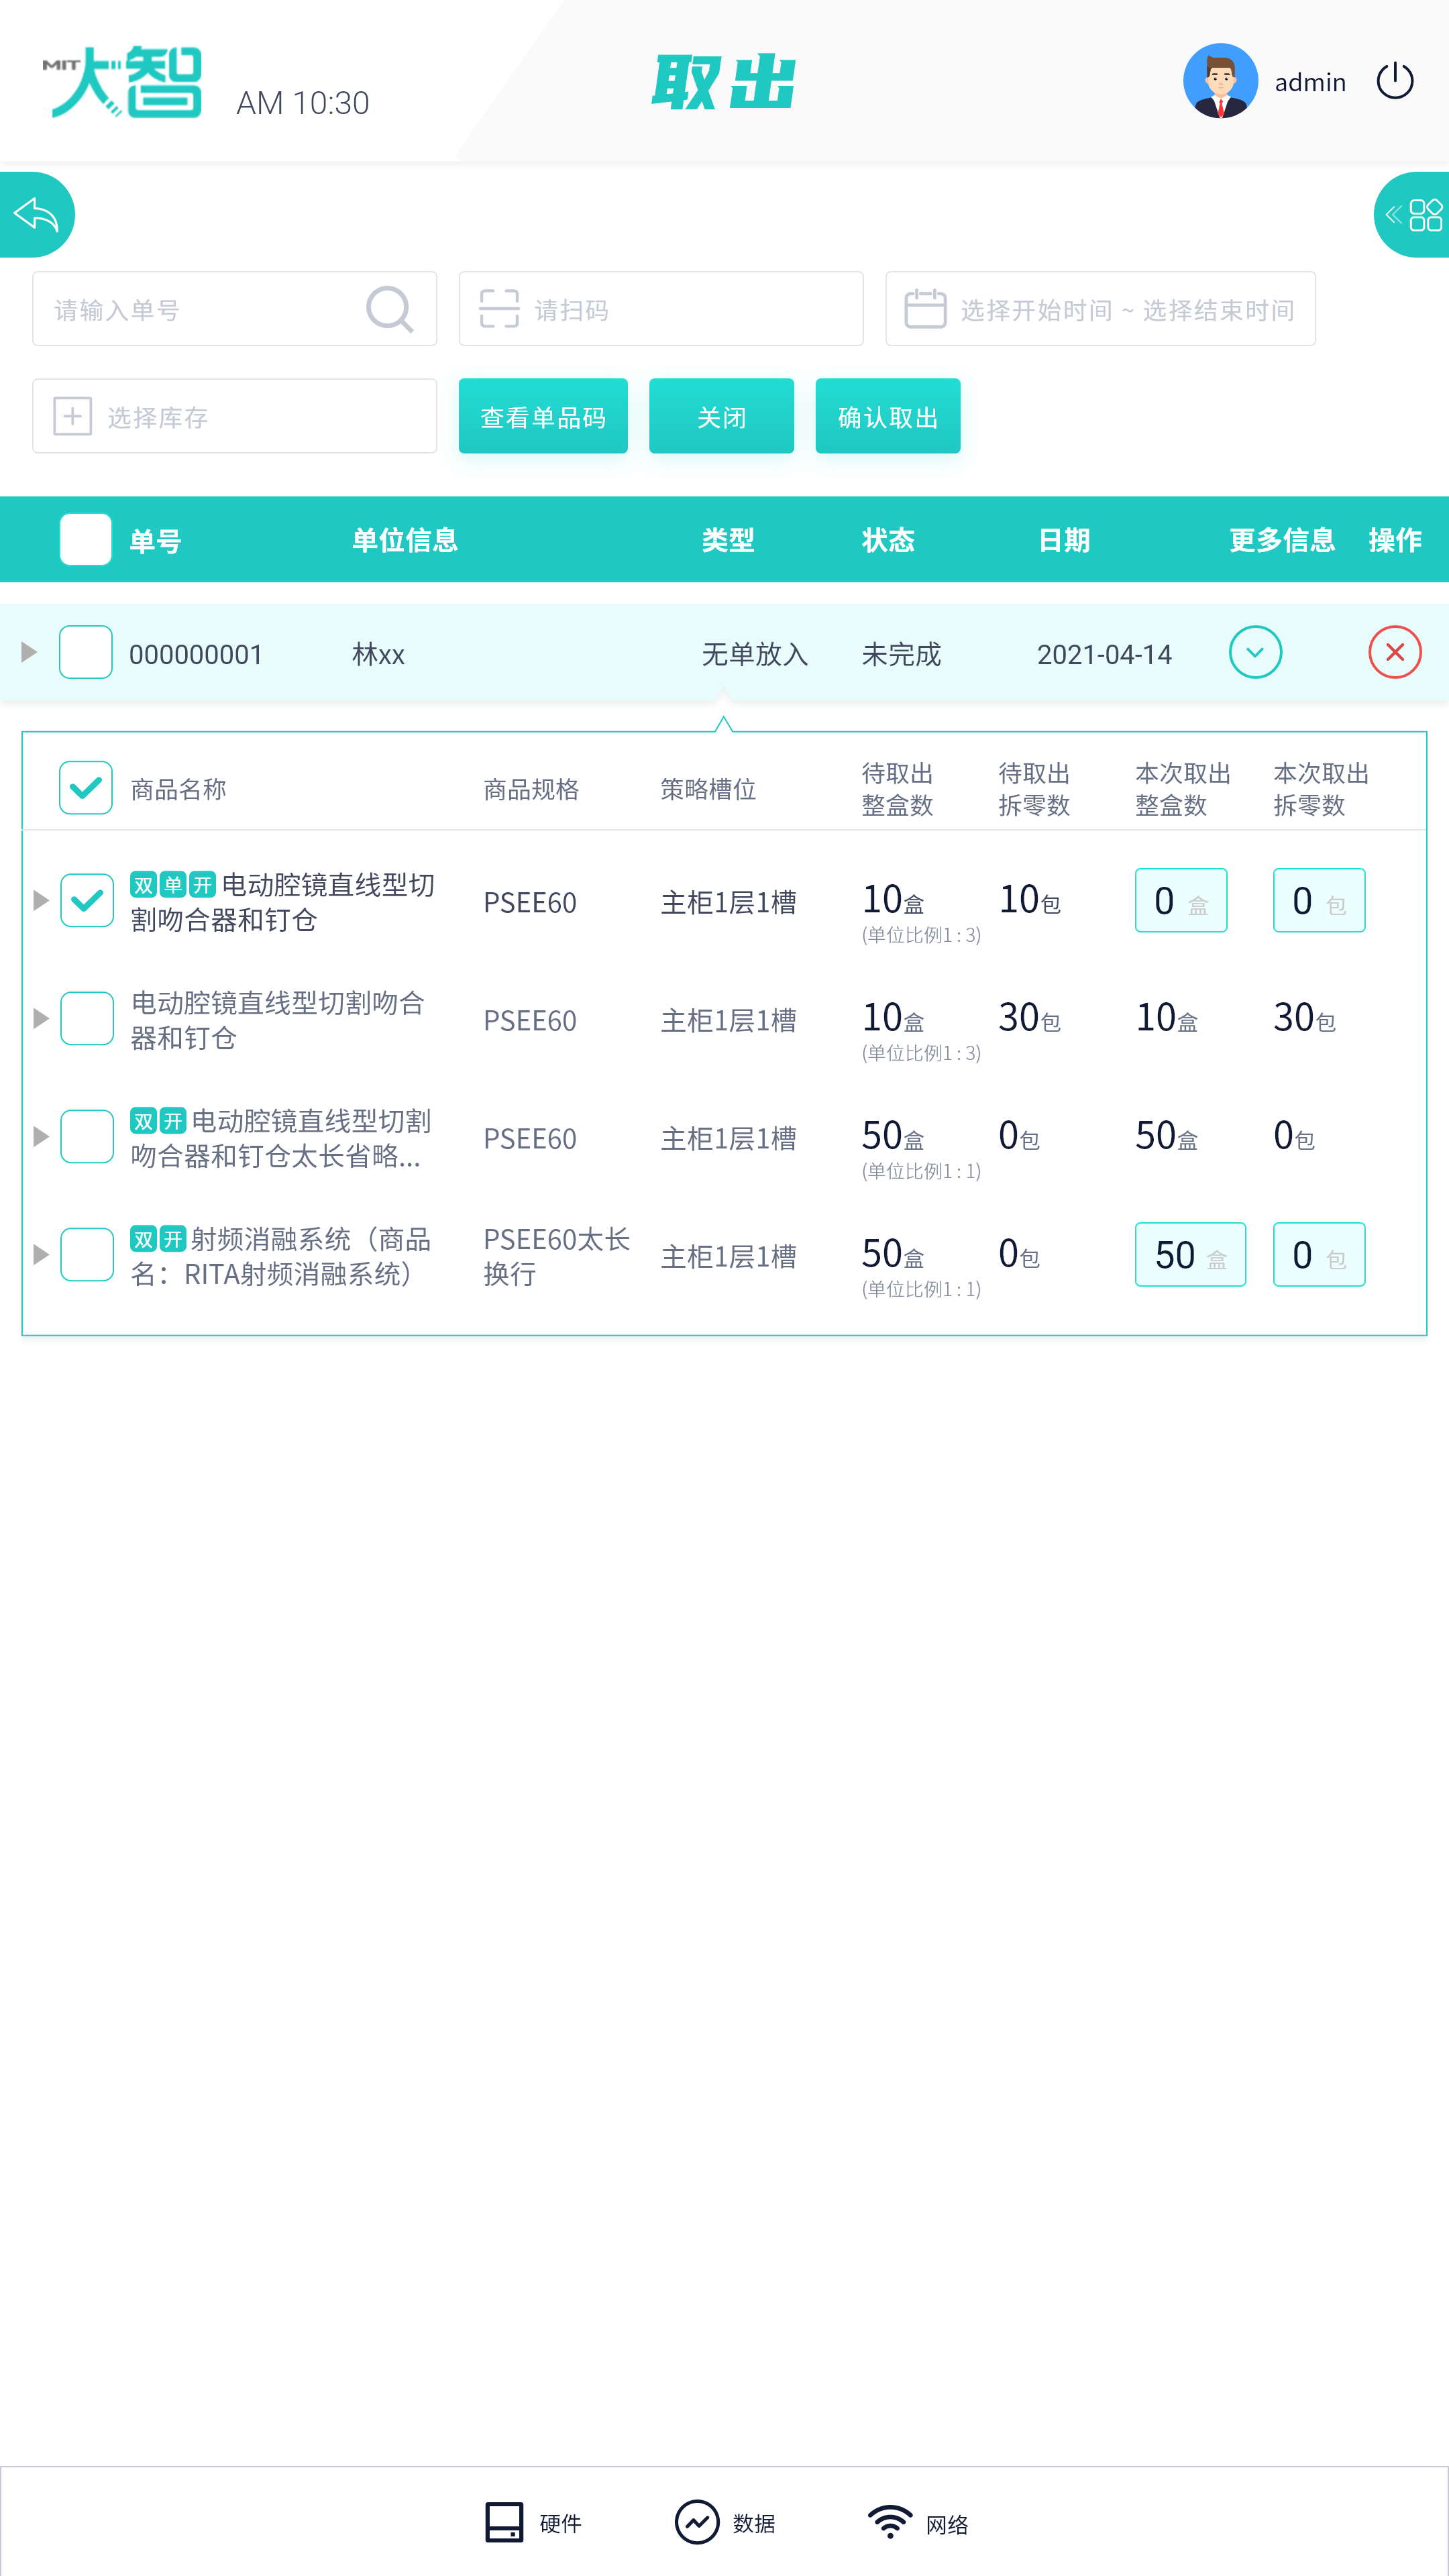 MIT大智
AM 10:30
取出
admin
请输入单号
请扫码
选择开始时间 ~ 选择结束时间
选择库存
查看单品码
关闭
确认取出
单号 单位信息 类型 状态 日期 更多信息 操作
000000001 林xx 无单放入 未完成 2021-04-14
商品名称 商品规格 策略槽位 待取出 待取出 本次取出 本次取出
整盒数 拆零数 整盒数 拆零数
双 单 开 电动腔镜直线型切
割吻合器和钉仓
PSEE60 主柜1层1槽 10盒 10包 0 盒 0 包
(单位比例1 : 3)
电动腔镜直线型切割吻合
器和钉仓
PSEE60 主柜1层1槽 10盒 30包 10盒 30包
(单位比例1 : 3)
双 开 电动腔镜直线型切割
吻合器和钉仓太长省略...
PSEE60 主柜1层1槽 50盒 0包 50盒 0包
(单位比例1 : 1)
双 开 射频消融系统（商品
名：RITA射频消融系统）
PSEE60太长
换行
主柜1层1槽 50盒 0包 50 盒 0 包
(单位比例1 : 1)
硬件 数据 网络